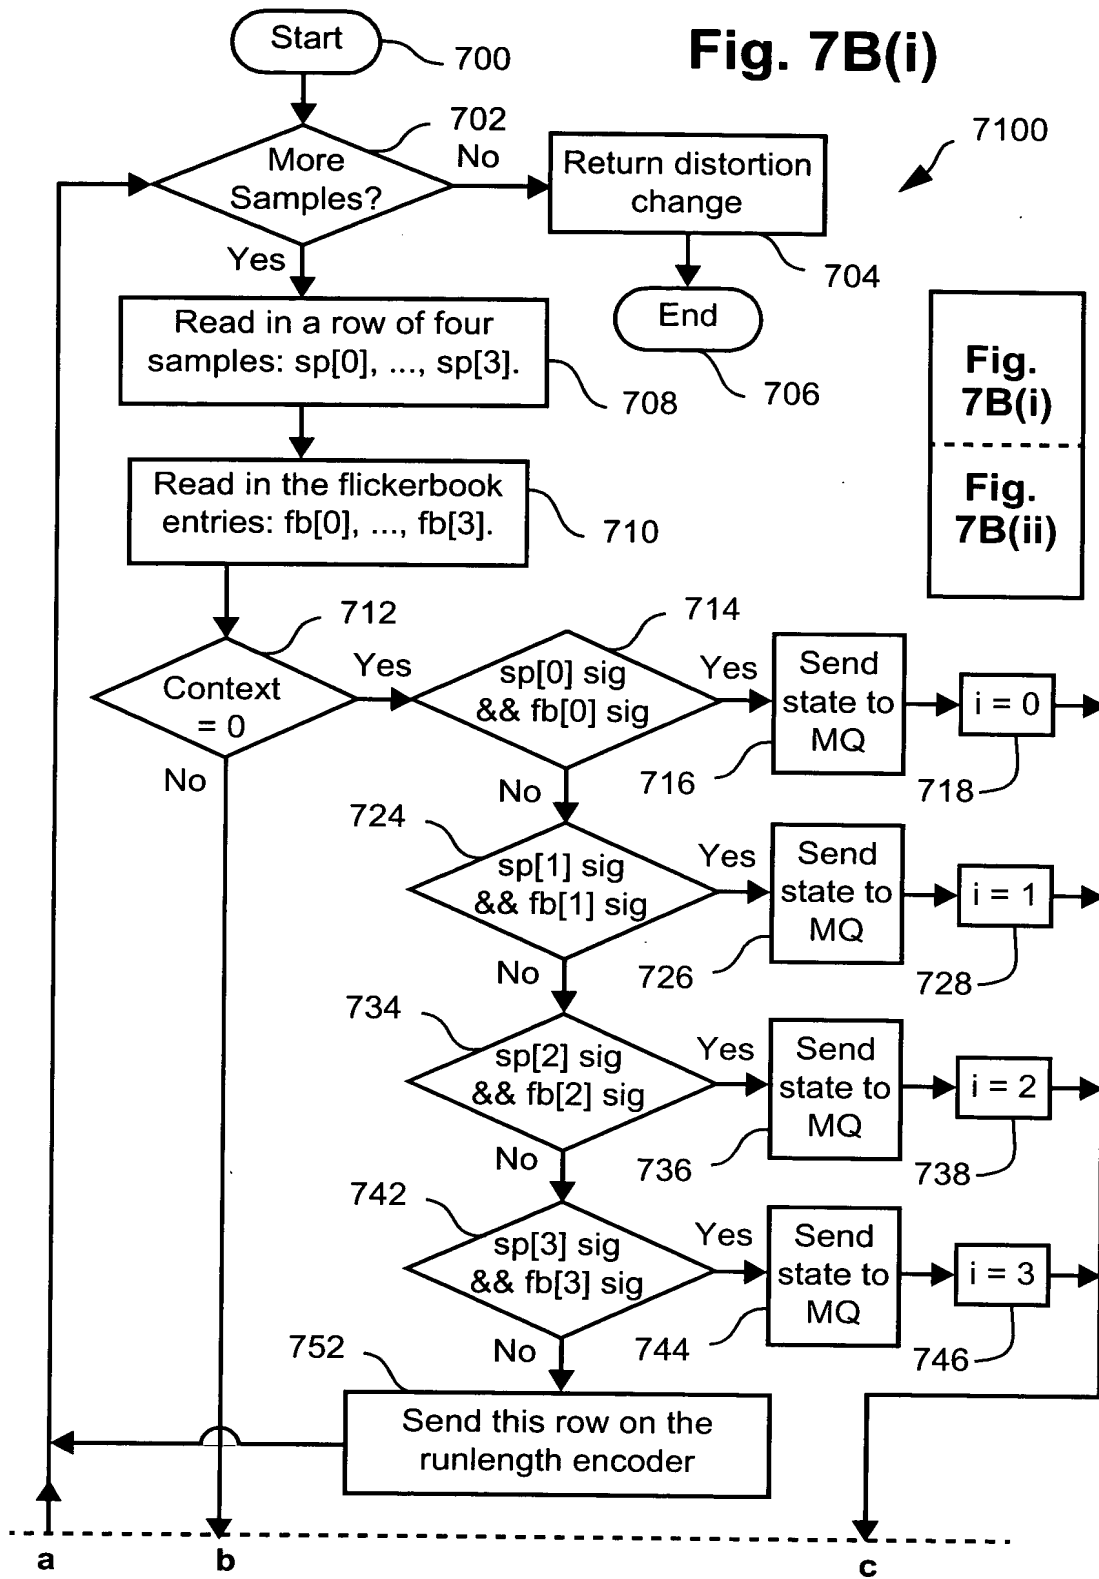 Fig. 7B(i)
Start
700
702
7100
More
Samples?
No
Return distortion
change
Yes
704
End
706
Read in a row of four
samples: sp[0], ..., sp[3].
708
Fig.
7B(i)
Fig.
7B(ii)
Read in the flickerbook
entries: fb[0], ..., fb[3].
710
712
714
Context
= 0
Yes
sp[0] sig
&& fb[0] sig
Yes
Send
state to
MQ
i = 0
No
716
718
No
724
sp[1] sig
&& fb[1] sig
Yes
Send
state to
MQ
i = 1
726
728
No
734
sp[2] sig
&& fb[2] sig
Yes
Send
state to
MQ
i = 2
736
738
No
742
sp[3] sig
&& fb[3] sig
Yes
Send
state to
MQ
i = 3
744
746
No
752
Send this row on the
runlength encoder
a
b
c